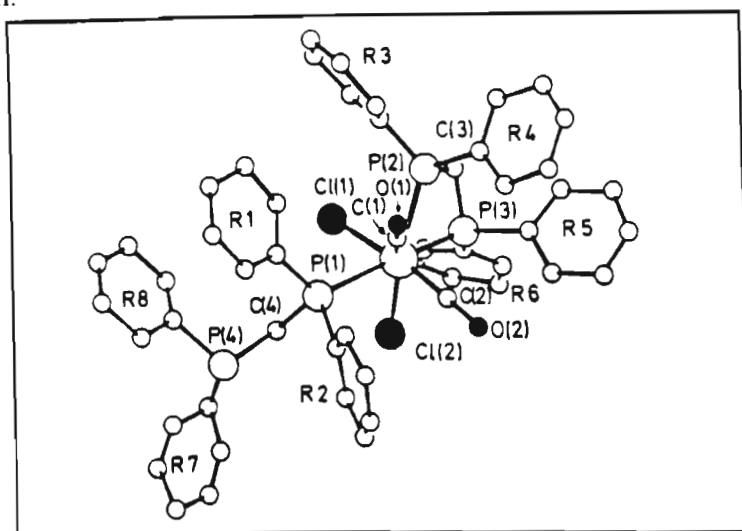 R3
C(3)
R4
P(2)
Cl(1)
O(1)
C(1)
P(3)
R1
R5
P(1)
R8
C(4)
C(2)
R6
P(4)
O(2)
Cl(2)
R2
R7